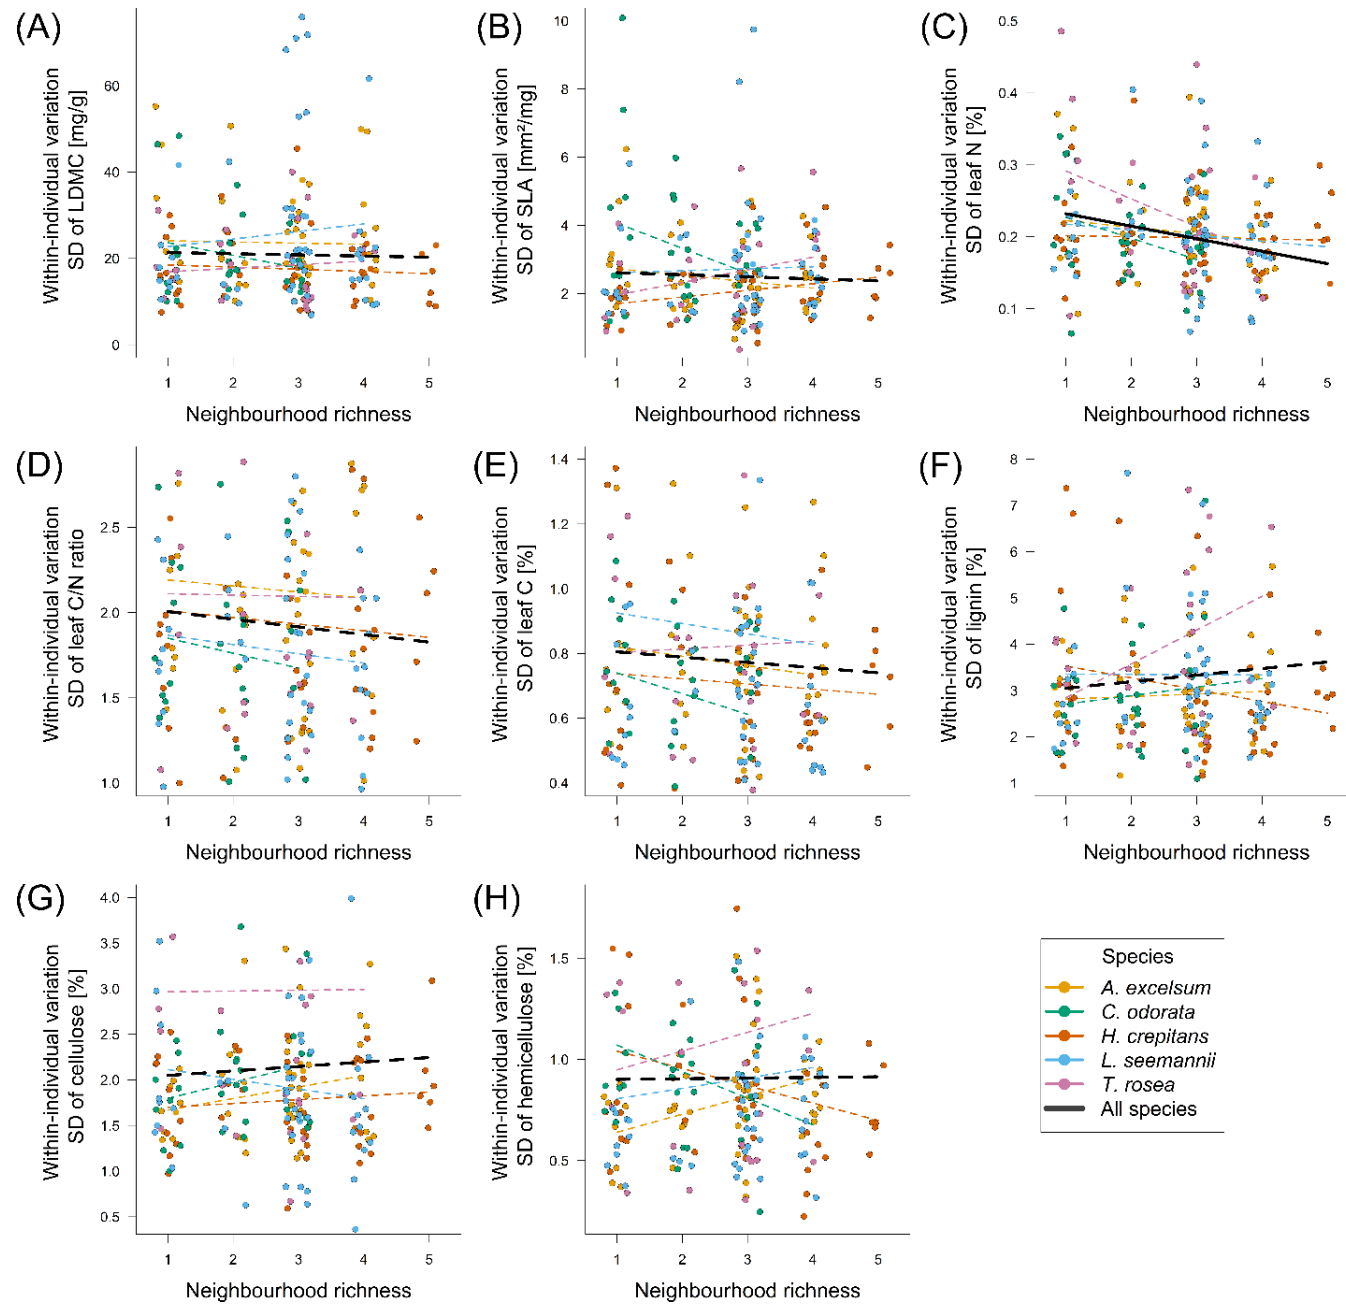 (A)
Within-individual variation
SD of LDMC [mg/g]
60
40
20
0
1 2 3 4 5
Neighbourhood richness
(B)
Within-individual variation
SD of SLA [mm²/mg]
10
8
6
4
2
1 2 3 4 5
Neighbourhood richness
(C)
Within-individual variation
SD of leaf N [%]
0.5
0.4
0.3
0.2
0.1
1 2 3 4 5
Neighbourhood richness
(D)
Within-individual variation
SD of leaf C/N ratio
2.5
2.0
1.5
1.0
1 2 3 4 5
Neighbourhood richness
(E)
Within-individual variation
SD of leaf C [%]
1.4
1.2
1.0
0.8
0.6
0.4
1 2 3 4 5
Neighbourhood richness
(F)
Within-individual variation
SD of lignin [%]
8
7
6
5
4
3
2
1
1 2 3 4 5
Neighbourhood richness
(G)
Within-individual variation
SD of cellulose [%]
4.0
3.0
2.5
2.0
1.5
1.0
0.5
1 2 3 4 5
Neighbourhood richness
(H)
Within-individual variation
SD of hemicellulose [%]
1.5
1.0
0.5
1 2 3 4 5
Neighbourhood richness
Species
A. excelsum
C. odorata
H. crepitans
L. seemannii
T. rosea
All species